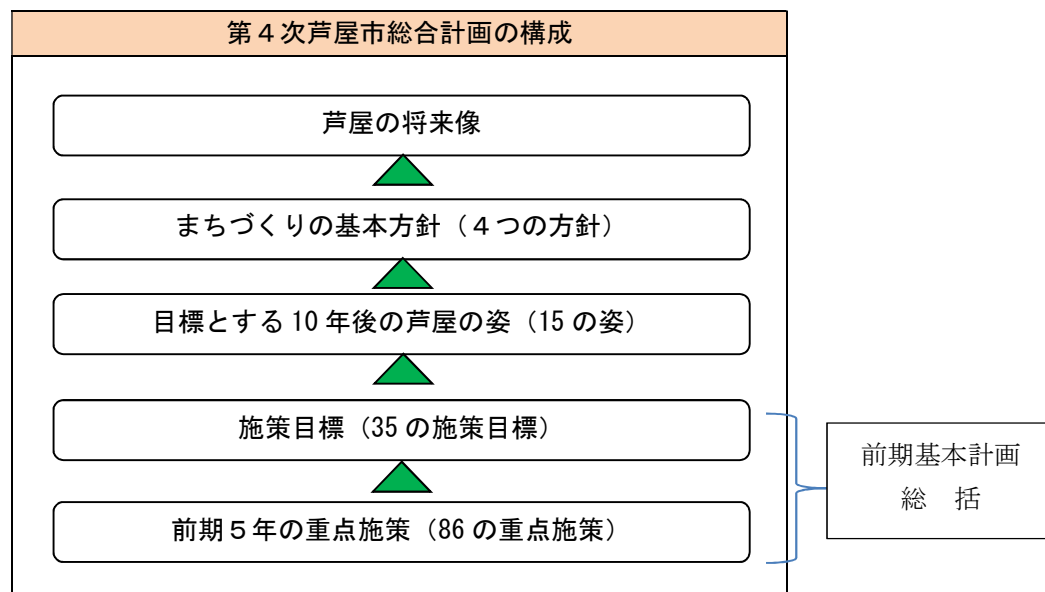 第４次芦屋市総合計画の構成
芦屋の将来像
まちづくりの基本方針（４つの方針）
目標とする 10 年後の芦屋の姿（15 の姿）
施策目標（35 の施策目標）
前期５年の重点施策（86 の重点施策）
前期基本計画
総　括